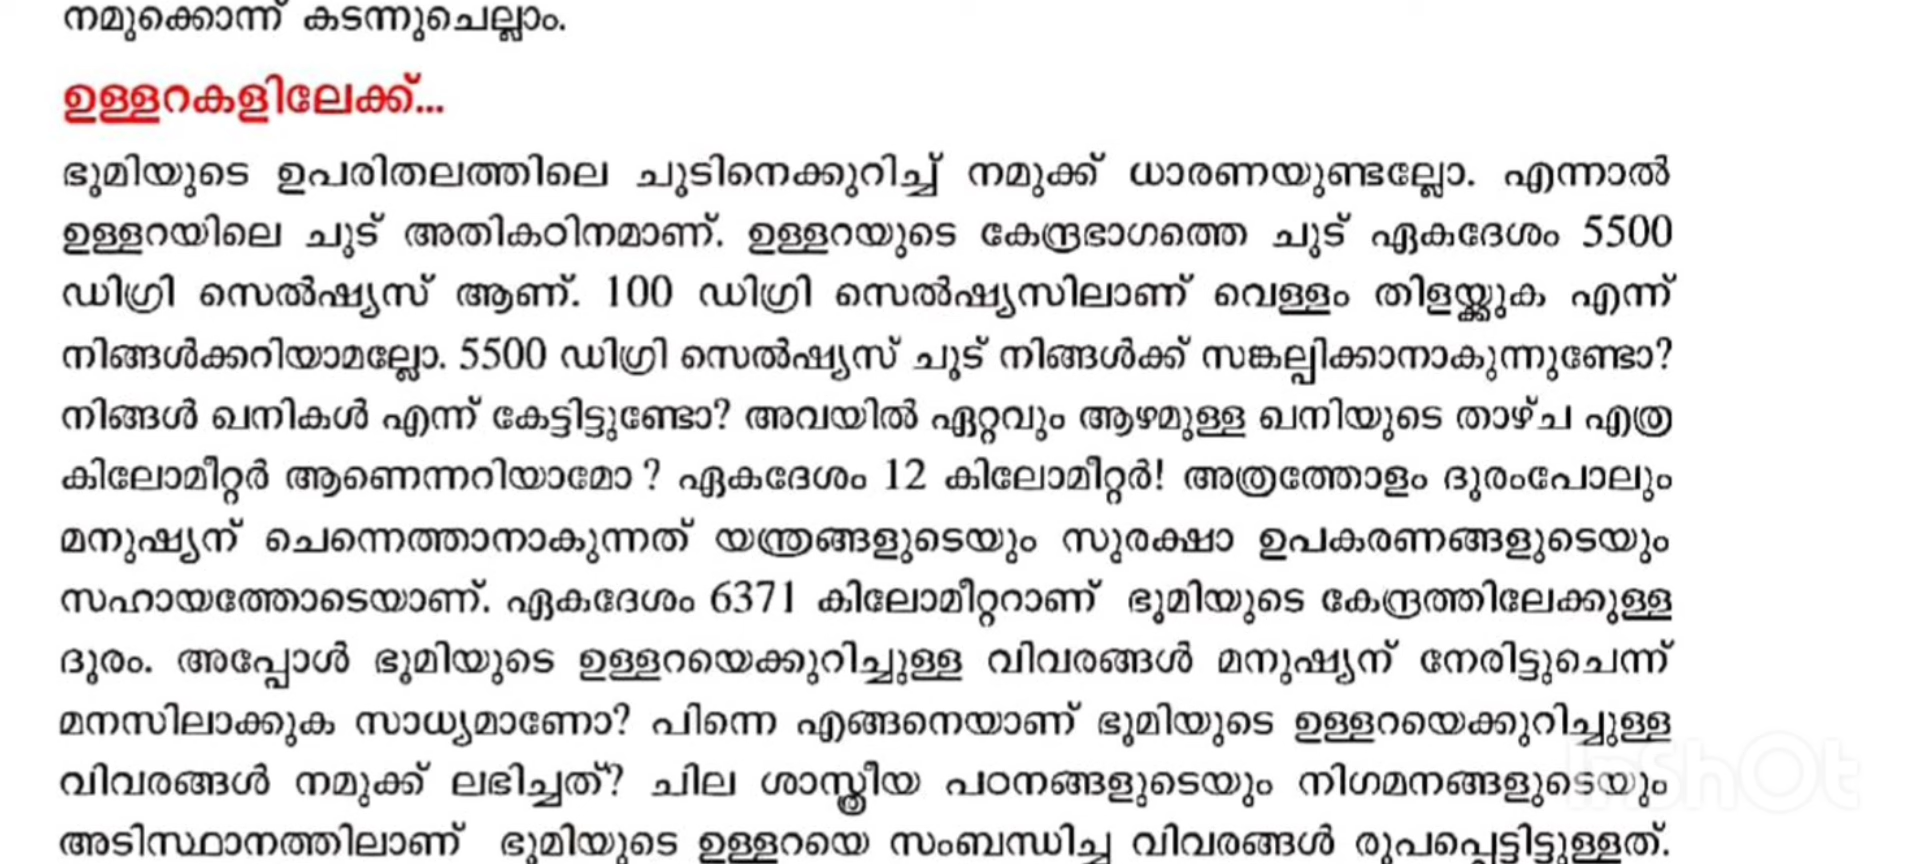 നമുക്കൊന്ന് കടന്നുചെല്ലാം.
ഉള്ളറകളിലേക്ക്...
ഭൂമിയുടെ ഉപരിതലത്തിലെ ചൂടിനെക്കുറിച്ച് നമുക്ക് ധാരണയുണ്ടല്ലോ. എന്നാൽ
ഉള്ളറയിലെ ചൂട് അതികഠിനമാണ്. ഉള്ളറയുടെ കേന്ദ്രഭാഗത്തെ ചൂട് ഏകദേശം 5500
ഡിഗ്രി സെൽഷ്യസ് ആണ്. 100 ഡിഗ്രി സെൽഷ്യസിലാണ് വെള്ളം തിളയ്ക്കുക എന്ന്
നിങ്ങൾക്കറിയാമല്ലോ. 5500 ഡിഗ്രി സെൽഷ്യസ് ചൂട് നിങ്ങൾക്ക് സങ്കല്പിക്കാനാകുന്നുണ്ടോ?
നിങ്ങൾ ഖനികൾ എന്ന് കേട്ടിട്ടുണ്ടോ? അവയിൽ ഏറ്റവും ആഴമുള്ള ഖനിയുടെ താഴ്ച എത്ര
കിലോമീറ്റർ ആണെന്നറിയാമോ ? ഏകദേശം 12 കിലോമീറ്റർ! അത്രത്തോളം ദൂരംപോലും
മനുഷ്യന് ചെന്നെത്താനാകുന്നത് യന്ത്രങ്ങളുടെയും സുരക്ഷാ ഉപകരണങ്ങളുടെയും
സഹായത്തോടെയാണ്. ഏകദേശം 6371 കിലോമീറ്ററാണ് ഭൂമിയുടെ കേന്ദ്രത്തിലേക്കുള്ള
ദൂരം. അപ്പോൾ ഭൂമിയുടെ ഉള്ളറയെക്കുറിച്ചുള്ള വിവരങ്ങൾ മനുഷ്യന് നേരിട്ടുചെന്ന്
മനസിലാക്കുക സാധ്യമാണോ? പിന്നെ എങ്ങനെയാണ് ഭൂമിയുടെ ഉള്ളറയെക്കുറിച്ചുള്ള
വിവരങ്ങൾ നമുക്ക് ലഭിച്ചത്? ചില ശാസ്ത്രീയ പഠനങ്ങളുടെയും നിഗമനങ്ങളുടെയും
അടിസ്ഥാനത്തിലാണ് ഭൂമിയുടെ ഉള്ളറയെ സംബന്ധിച്ച വിവരങ്ങൾ രൂപപ്പെട്ടിട്ടുള്ളത്.
InShOt